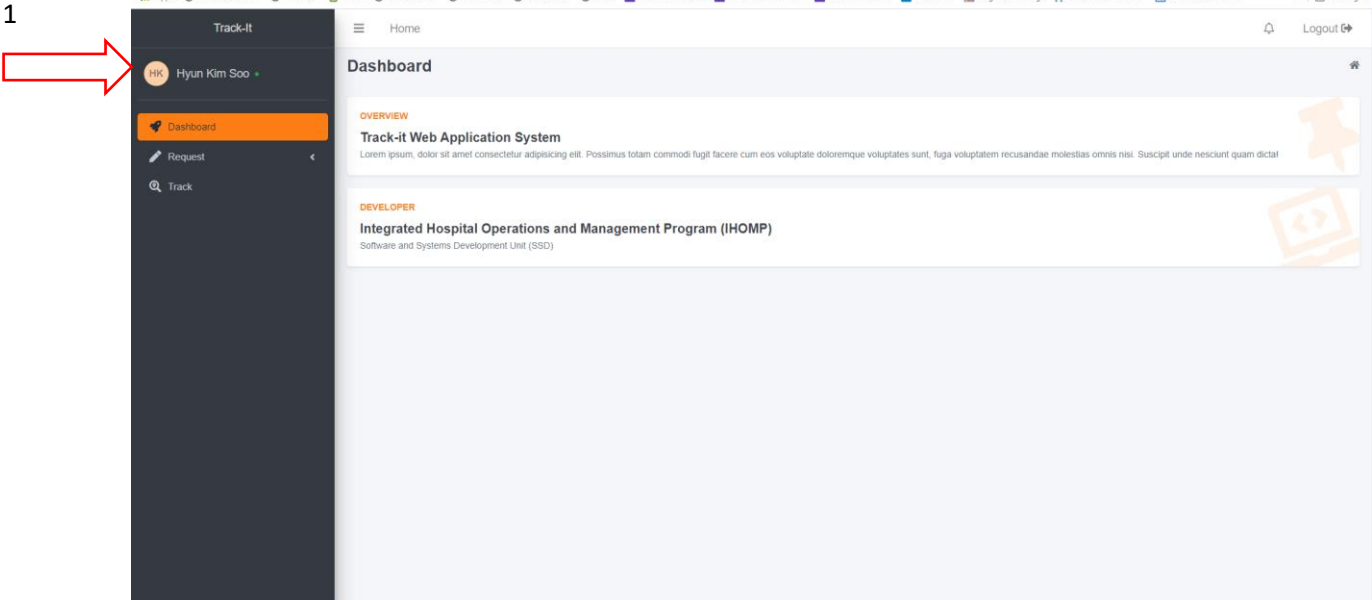 1
Track-It
Home
Logout
HK
Hyun Kim Soo
Dashboard
Dashboard
Request
Track
OVERVIEW
Track-it Web Application System
Lorem ipsum, dolor sit amet consectetur adipisicing elit. Possimus totam commodi fugit facere cum eos voluptate doloremque voluptates sunt, fuga voluptatem recusandae molestias omnis nisi. Suscipit unde nesciunt quam dicta!
DEVELOPER
Integrated Hospital Operations and Management Program (IHOMP)
Software and Systems Development Unit (SSD)